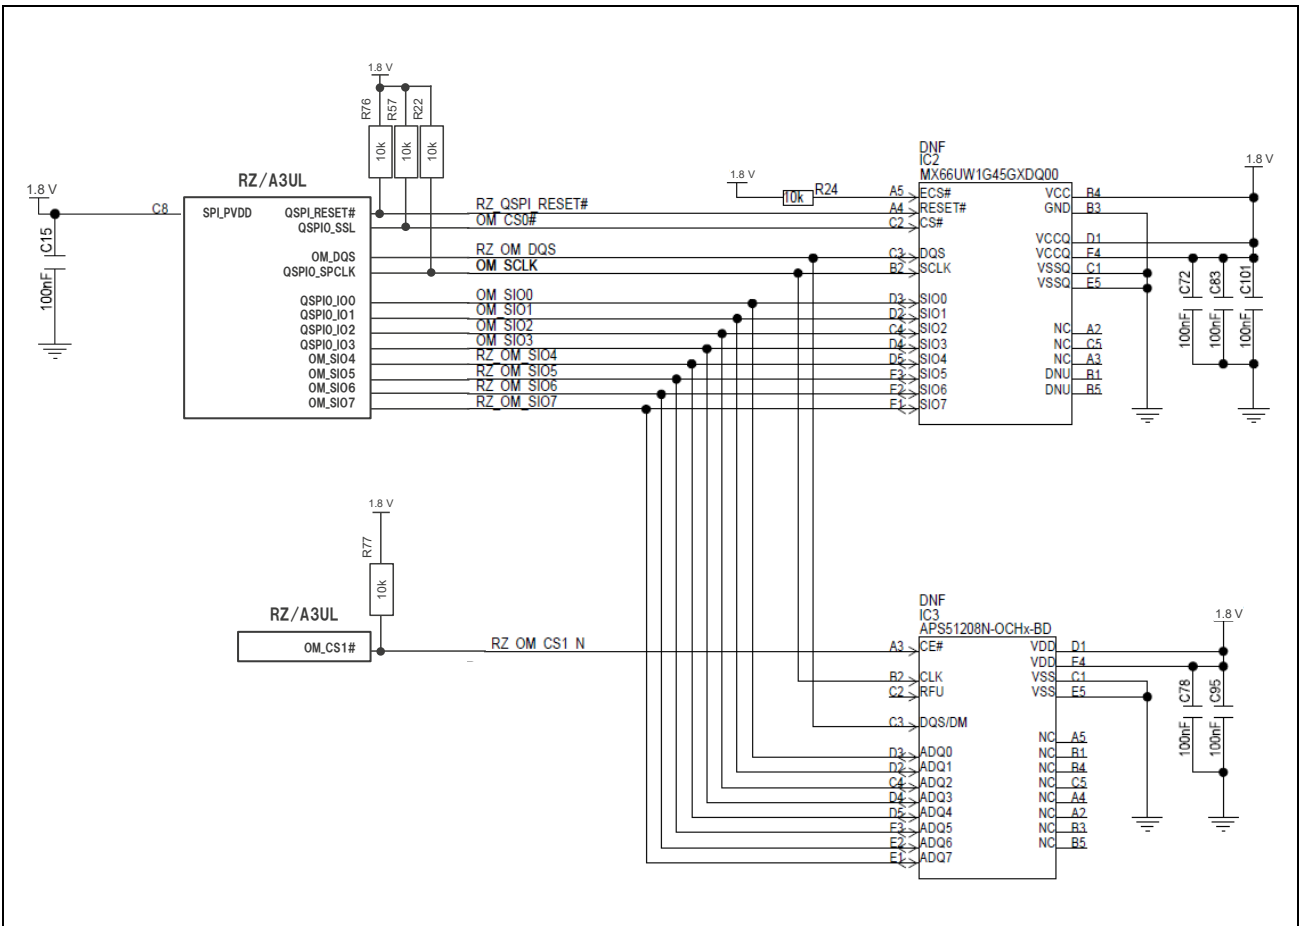 1.8 V
R76
R57
R22
10k
10k
10k
RZ/A3UL
1.8 V
C8
C15
100nF
SPI_PVDD
QSPI_RESET#
QSPI0_SSL
OM_DQS
QSPI0_SPCLK
QSPI0_IO0
QSPI0_IO1
QSPI0_IO2
QSPI0_IO3
OM_SIO4
OM_SIO5
OM_SIO6
OM_SIO7
RZ_QSPI_RESET#
OM_CS0#
RZ_OM_DQS
OM_SCLK
OM_SIO0
OM_SIO1
OM_SIO2
OM_SIO3
RZ_OM_SIO4
RZ_OM_SIO5
RZ_OM_SIO6
RZ_OM_SIO7
1.8 V
10k
R24
DNF
IC2
MX66UW1G45GXDQ00
A5 ECS#
A4 RESET#
C2 CS#
C3 DQS
B2 SCLK
D3 SIO0
D2 SIO1
C4 SIO2
D4 SIO3
D5 SIO4
E3 SIO5
E2 SIO6
E1 SIO7
VCC B4
GND B3
VCCQ D1
VCCQ E4
VSSQ C1
VSSQ E5
NC A2
NC C5
NC A3
DNU B1
DNU B5
1.8 V
C72
C83
C101
100nF
100nF
100nF
1.8 V
R77
10k
RZ/A3UL
OM_CS1#
RZ_OM_CS1_N
DNF
IC3
APS51208N-OCHx-BD
A3 CE#
B2 CLK
C2 RFU
C3 DQS/DM
D3 ADQ0
D2 ADQ1
C4 ADQ2
D4 ADQ3
D5 ADQ4
E3 ADQ5
E2 ADQ6
E1 ADQ7
VDD D1
VDD E4
VSS C1
VSS E5
NC A5
NC B1
NC B4
NC C5
NC A4
NC A2
NC B3
NC B5
1.8 V
C78
C95
100nF
100nF